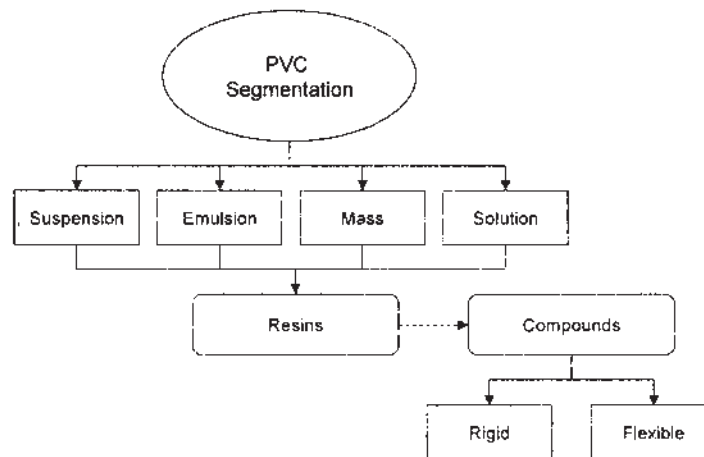 PVC
Segmentation
Suspension
Emulsion
Mass
Solution
Resins
Compounds
Rigid
Flexible